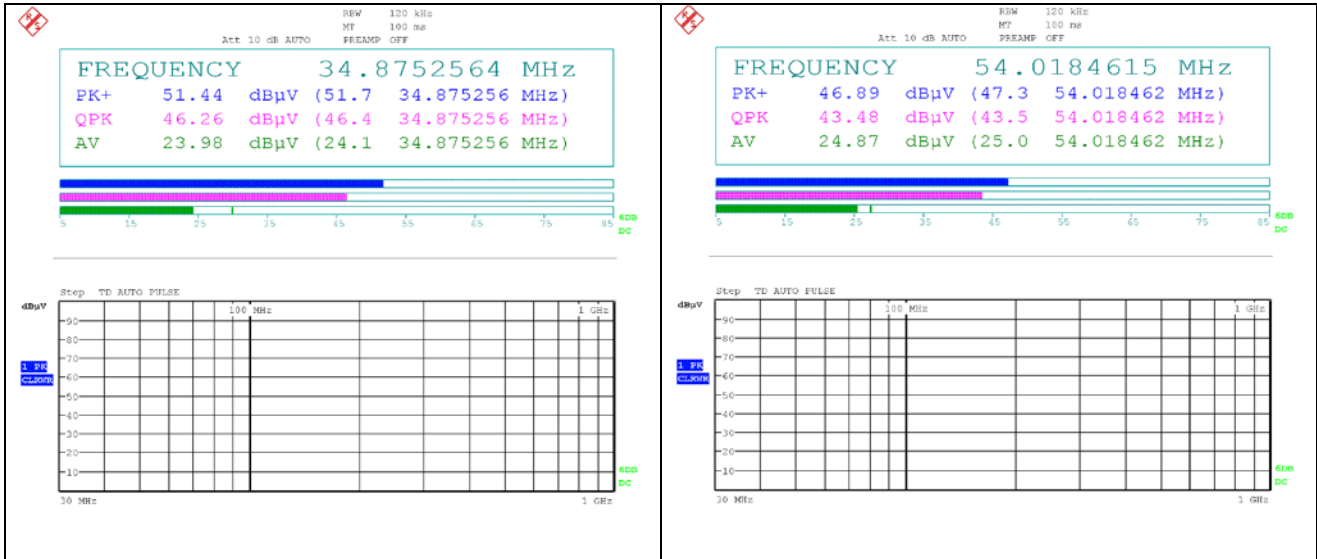 RBW 120 kHz
MT 100 ms
Att 10 dB AUTO PREAMP OFF
FREQUENCY 34.8752564 MHz
PK+ 51.44 dBµV (51.7 34.875256 MHz)
QPK 46.26 dBµV (46.4 34.875256 MHz)
AV 23.98 dBµV (24.1 34.875256 MHz)
5 15 25 35 45 55 65 75 85
6DB
DC
Step TD AUTO PULSE
dBµV
100 MHz 1 GHz
90
80
70
1 PK
CLRWR
60
50
40
30
20
10
6DB
DC
30 MHz 1 GHz
RBW 120 kHz
MT 100 ms
Att 10 dB AUTO PREAMP OFF
FREQUENCY 54.0184615 MHz
PK+ 46.89 dBµV (47.3 54.018462 MHz)
QPK 43.48 dBµV (43.5 54.018462 MHz)
AV 24.87 dBµV (25.0 54.018462 MHz)
5 15 25 35 45 55 65 75 85
6DB
DC
Step TD AUTO PULSE
dBµV
100 MHz 1 GHz
90
80
70
1 PK
CLRWR
60
50
40
30
20
10
6DB
DC
30 MHz 1 GHz